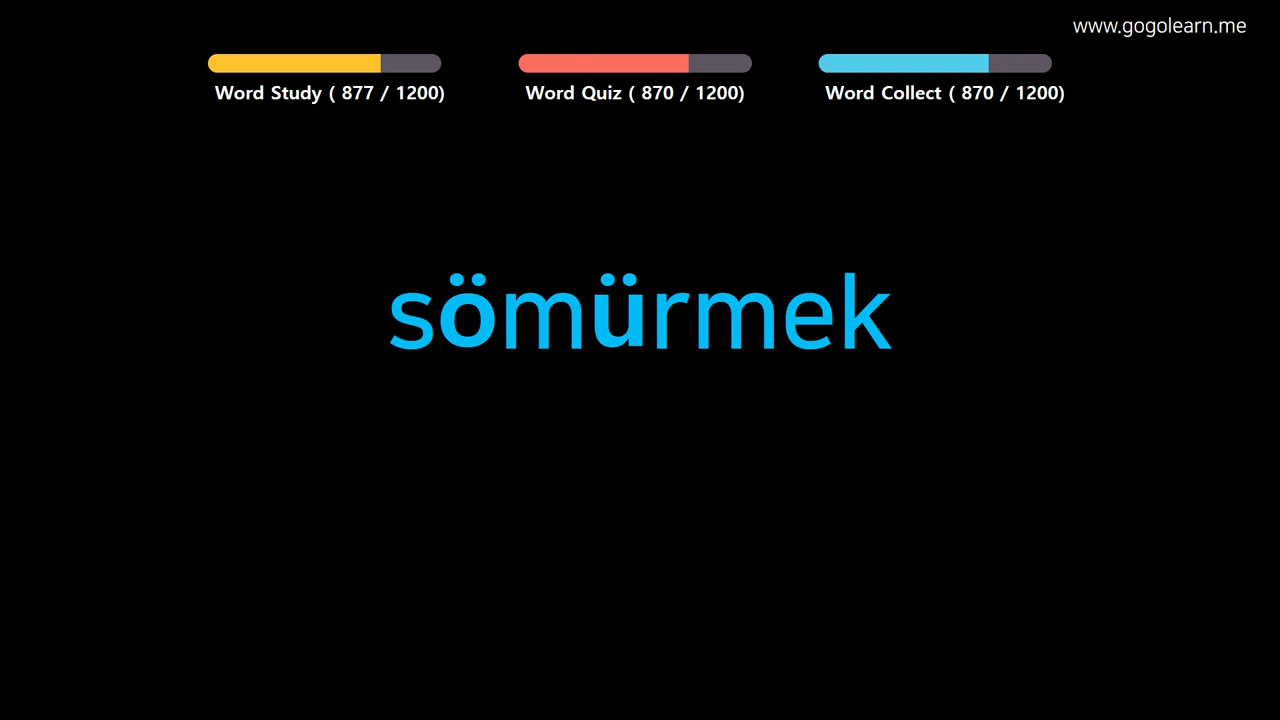 www.gogolearn.me
Word Study ( 877 / 1200)
Word Quiz ( 870 / 1200)
Word Collect ( 870 / 1200)
sömürmek